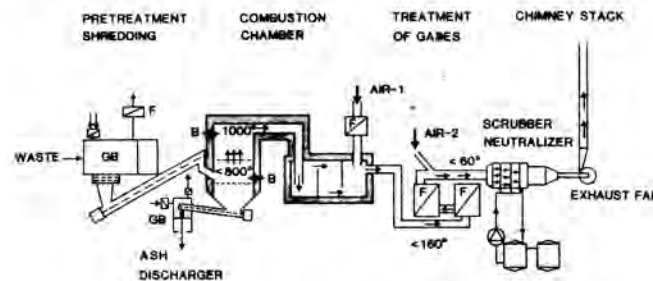 PRETREATMENT
SHREDDING
COMBUSTION
CHAMBER
TREATMENT
OF GASES
CHIMNEY STACK
F
WASTE
GB
B
1000°
<800°
B
GB
ASH
DISCHARGER
AIR-1
AIR-2
<60°
F
F
<160°
SCRUBBER
NEUTRALIZER
EXHAUST FAN